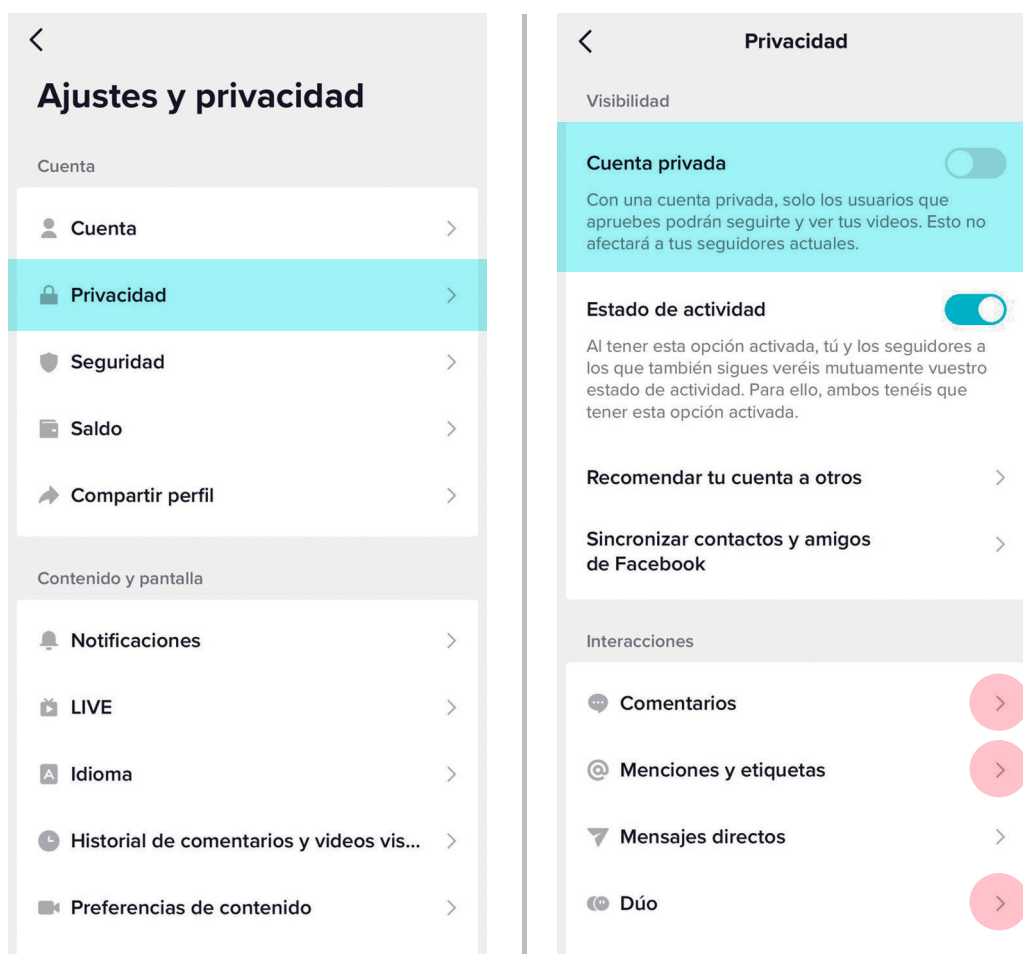 Ajustes y privacidad
Cuenta
Cuenta
Privacidad
Seguridad
Saldo
Compartir perfil
Contenido y pantalla
Notificaciones
LIVE
Idioma
Historial de comentarios y videos vis...
Preferencias de contenido
Privacidad
Visibilidad
Cuenta privada
Con una cuenta privada, solo los usuarios que
apruebes podrán seguirte y ver tus videos. Esto no
afectará a tus seguidores actuales.
Estado de actividad
Al tener esta opción activada, tú y los seguidores a
los que también sigues veréis mutuamente vuestro
estado de actividad. Para ello, ambos tenéis que
tener esta opción activada.
Recomendar tu cuenta a otros
Sincronizar contactos y amigos
de Facebook
Interacciones
Comentarios
Menciones y etiquetas
Mensajes directos
Dúo